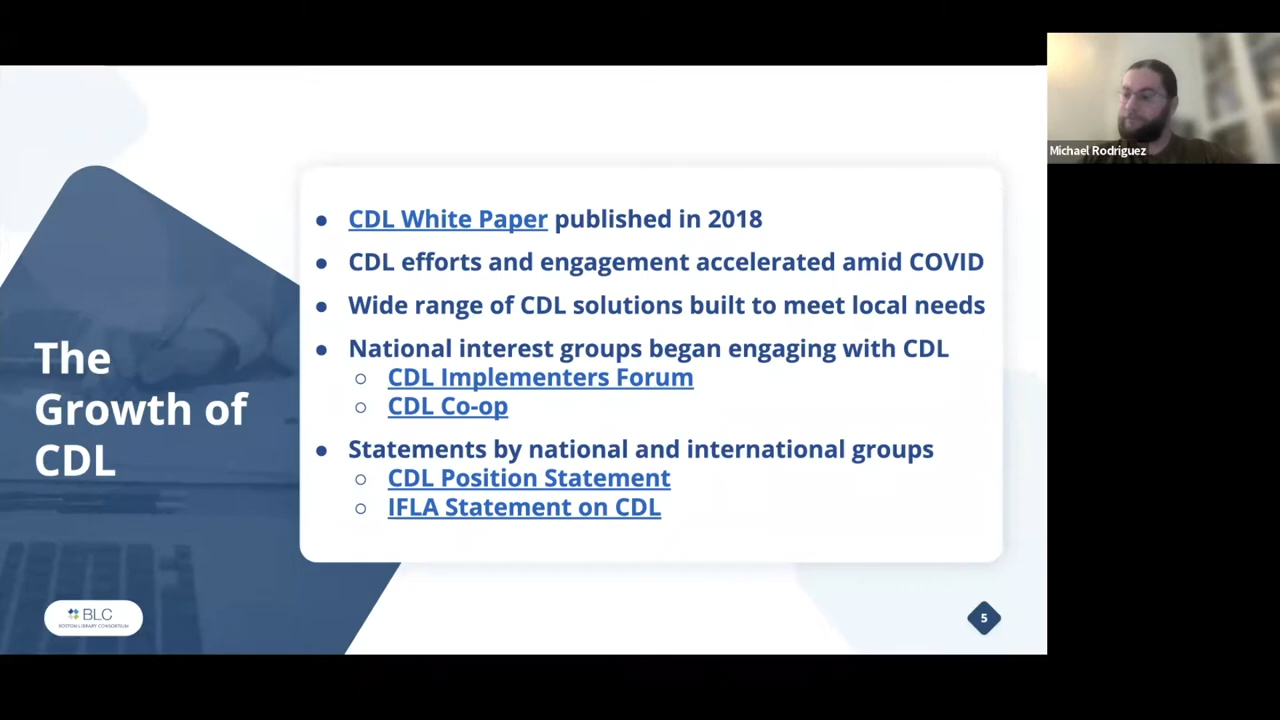 Michael Rodriguez
The
Growth of
CDL
● CDL White Paper published in 2018
● CDL efforts and engagement accelerated amid COVID
● Wide range of CDL solutions built to meet local needs
● National interest groups began engaging with CDL
○ CDL Implementers Forum
○ CDL Co-op
● Statements by national and international groups
○ CDL Position Statement
○ IFLA Statement on CDL
BLC
BOSTON LIBRARY CONSORTIUM
5